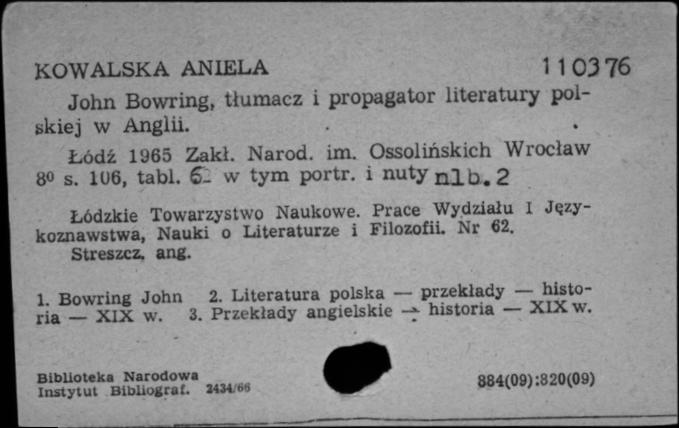 KOWALSKA ANIELA 110376
John Bowring, tłumacz i propagator literatury pol-
skiej w Anglii.
Łódź 1965 Zakł. Narod. im. Ossolińskich Wrocław
8º s. 106, tabl. 6 w tym portr. i nuty nlb. 2
Łódzkie Towarzystwo Naukowe. Prace Wydziału I Języ-
koznawstwa, Nauki o Literaturze i Filozofii. Nr 62.
Streszcz. ang.
1. Bowring John 2. Literatura polska — przekłady — histo-
ria — XIX w. 3. Przekłady angielskie — historia — XIX w.
Biblioteka Narodowa
Instytut Bibliograf. 2434/66 884(09):820(09)